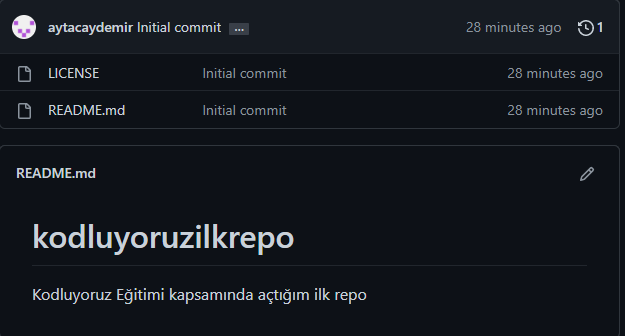 aytacaydemir Initial commit ... 28 minutes ago 1
LICENSE Initial commit 28 minutes ago
README.md Initial commit 28 minutes ago
README.md
kodluyoruzilkrepo
Kodluyoruz Eğitimi kapsamında açtığım ilk repo